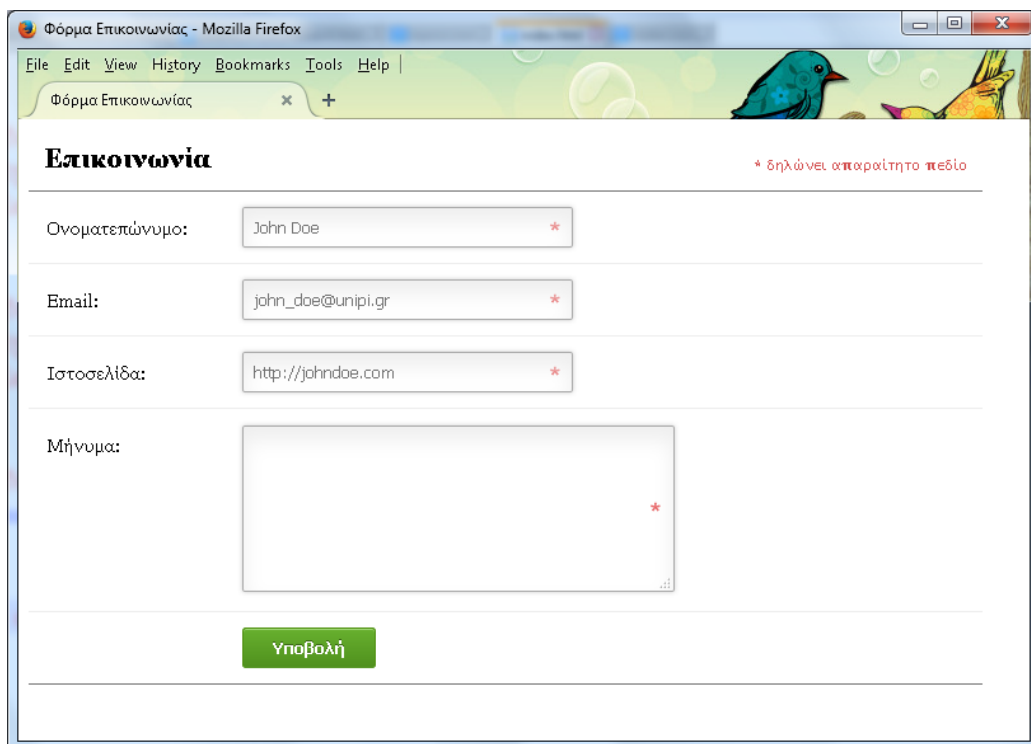 Φόρμα Επικοινωνίας - Mozilla Firefox
File Edit View History Bookmarks Tools Help
Φόρμα Επικοινωνίας
Επικοινωνία
* δηλώνει απαραίτητο πεδίο
Ονοματεπώνυμο: John Doe *
Email: john_doe@unipi.gr *
Ιστοσελίδα: http://johndoe.com *
Μήνυμα:
*
Υποβολή